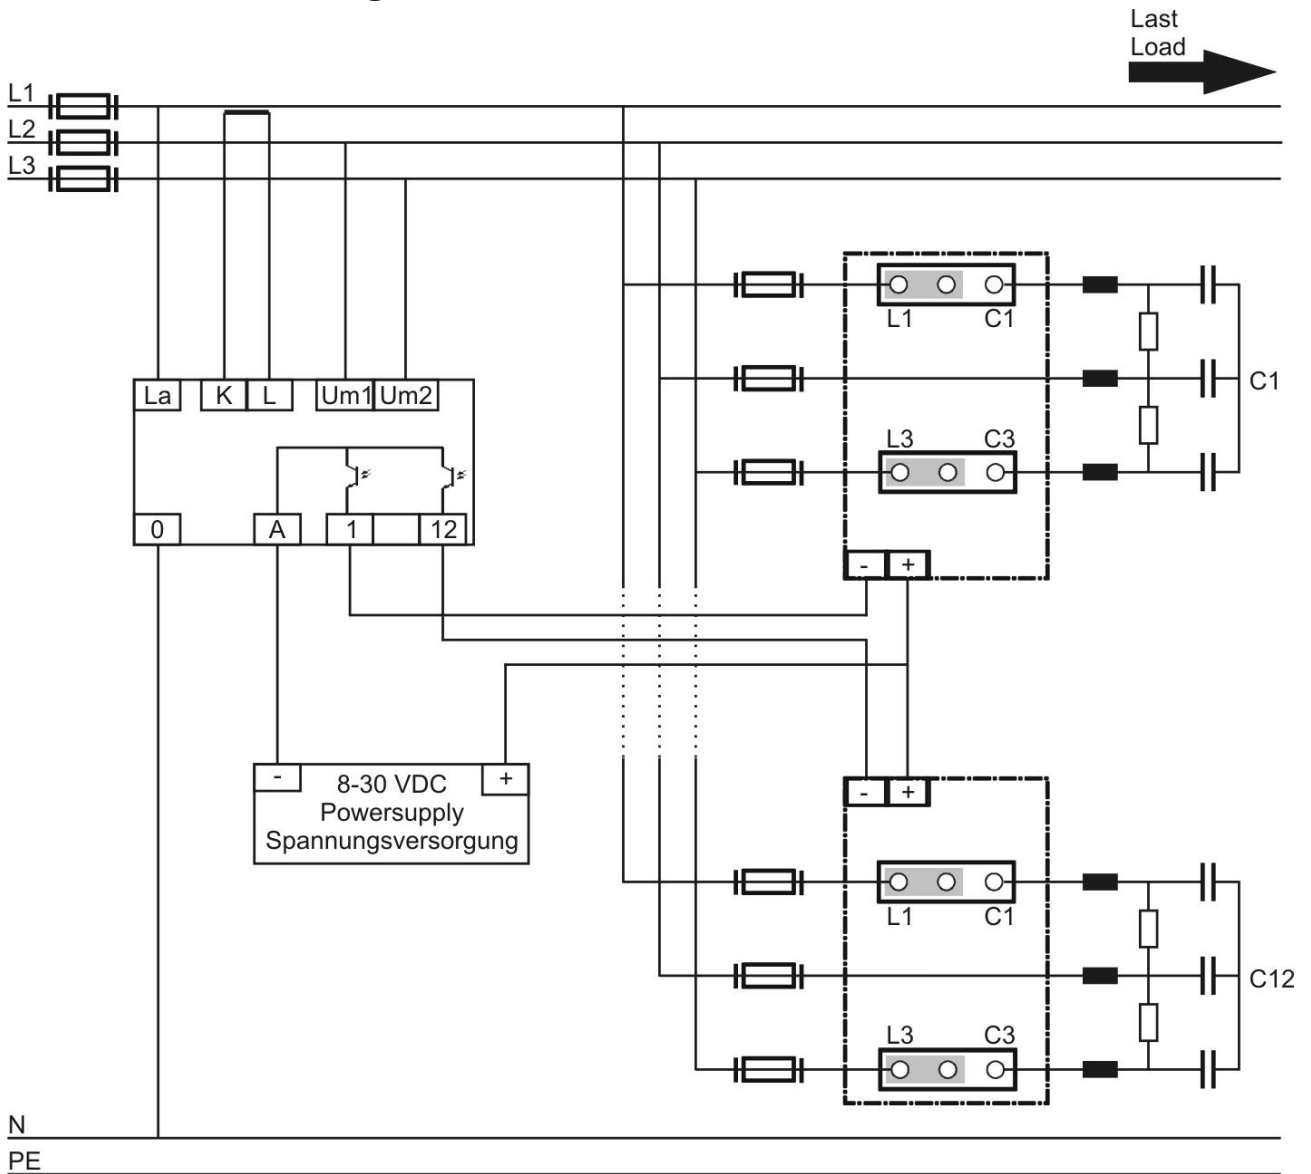 Last
Load
L1
L2
L3
L1 C1
C1
La K L Um1 Um2
L3 C3
0 A 1 12
- +
- 8-30 VDC +
Powersupply
Spannungsversorgung
- +
L1 C1
C12
L3 C3
N
PE